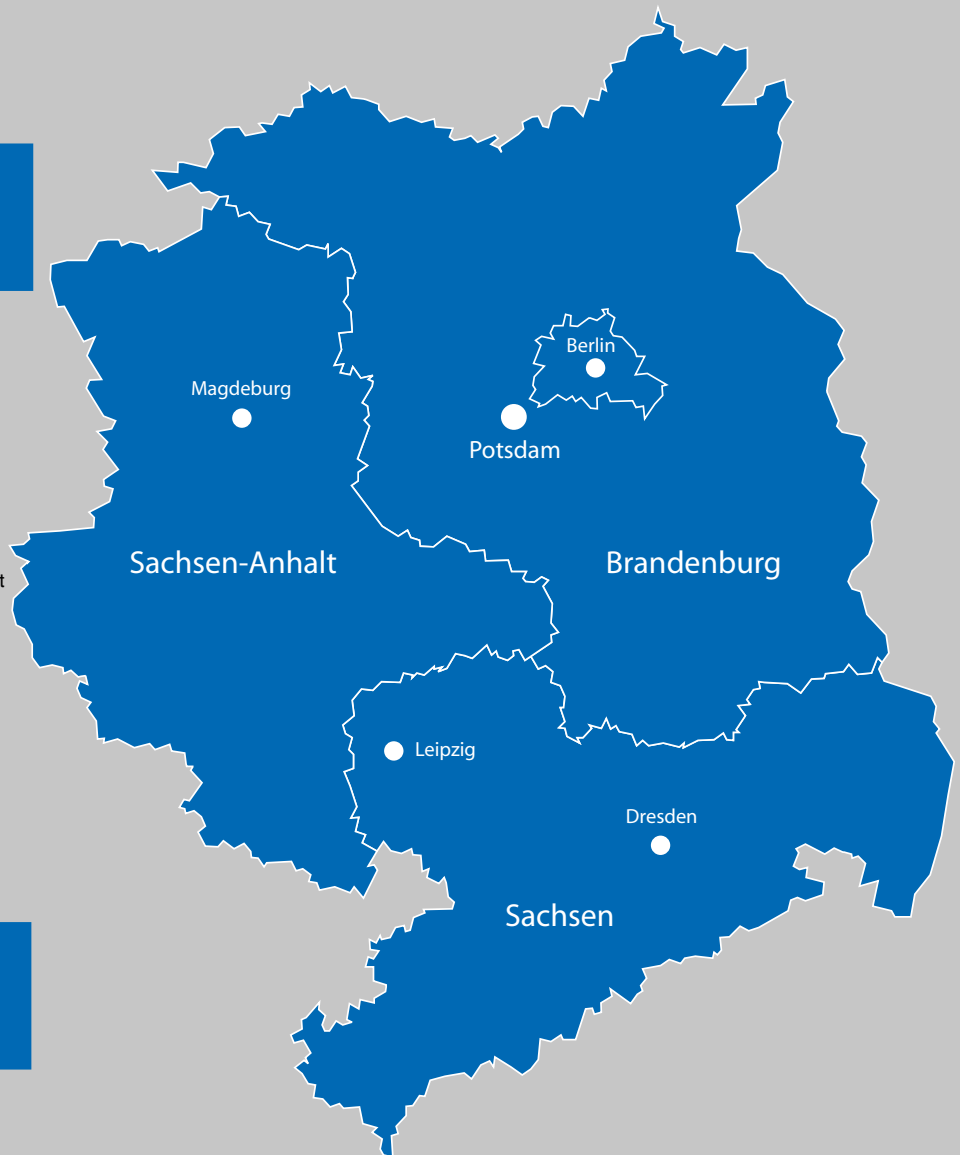 Berlin
Magdeburg
Potsdam
Sachsen-Anhalt
Brandenburg
t
Leipzig
Dresden
Sachsen